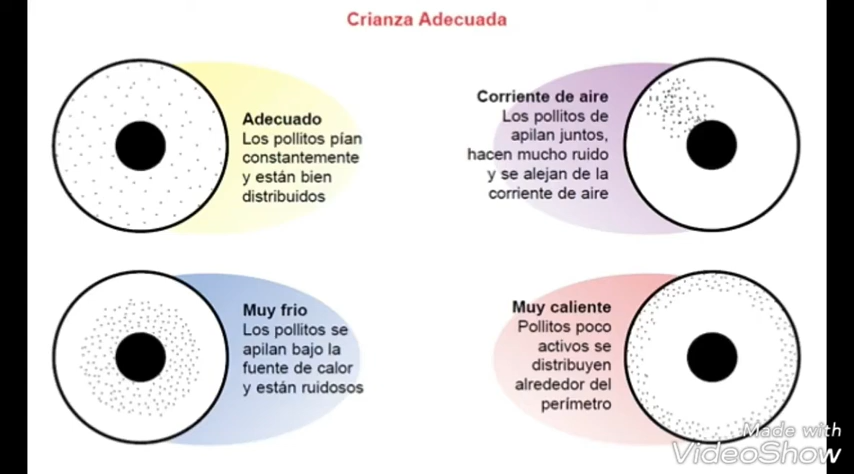 Crianza Adecuada
Adecuado
Los pollitos pían
constantemente
y están bien
distribuidos
Corriente de aire
Los pollitos de
apilan juntos,
hacen mucho ruido
y se alejan de la
corriente de aire
Muy frio
Los pollitos se
apilan bajo la
fuente de calor
y están ruidosos
Muy caliente
Pollitos poco
activos se
distribuyen
alrededor del
perímetro
Made with
VideoShow